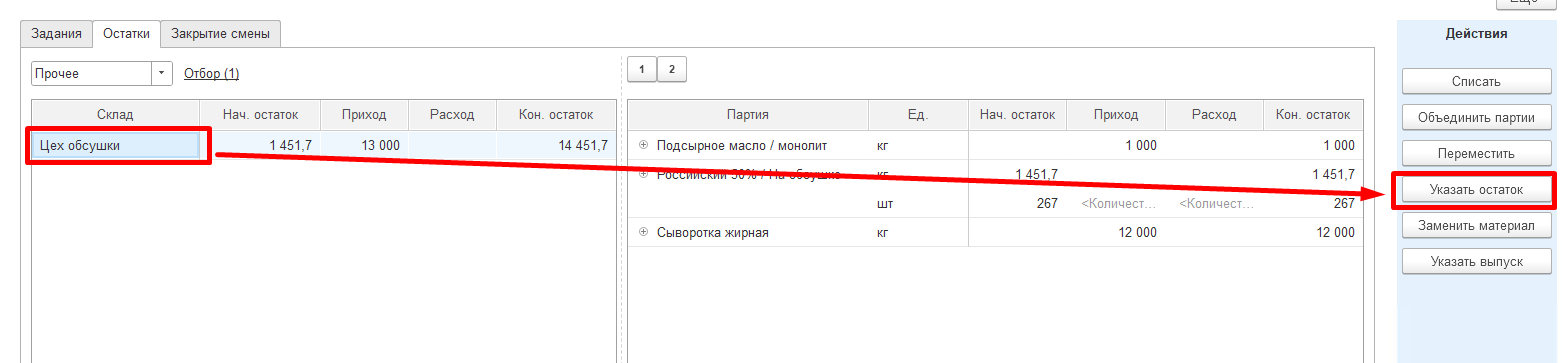 Еще
Действия
Задания Остатки Закрытие смены
Прочее Отбор (1) 1 2
Списать
Объединить партии
Переместить
Указать остаток
Заменить материал
Указать выпуск
Склад Нач. остаток Приход Расход Кон. остаток
Цех обсушки 1 451,7 13 000 14 451,7
Партия Ед. Нач. остаток Приход Расход Кон. остаток
Подсырное масло / монолит кг 1 000 1 000
Российский 50% / На обсушке кг 1 451,7 1 451,7
шт 267 <Количест... <Количест... 267
Сыворотка жирная кг 12 000 12 000